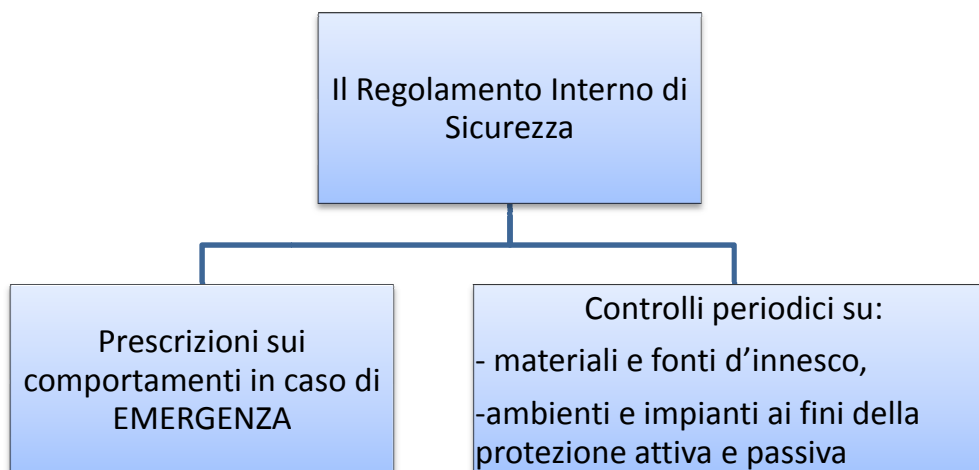 Il Regolamento Interno di
Sicurezza
Prescrizioni sui
comportamenti in caso di
EMERGENZA
Controlli periodici su:
- materiali e fonti d’innesco,
-ambienti e impianti ai fini della
protezione attiva e passiva